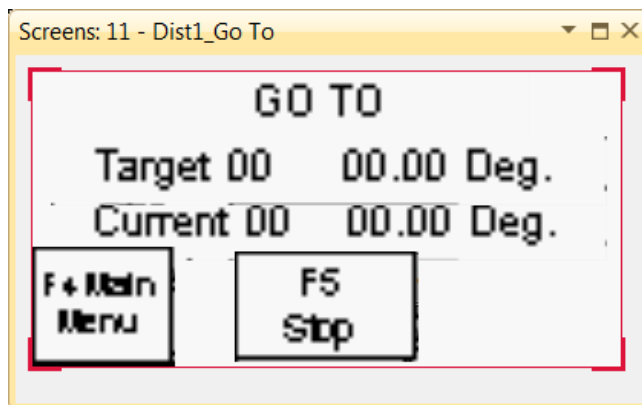 Screens: 11 - Dist1_Go To
GO TO
Target 00 00.00 Deg.
Current 00 00.00 Deg.
F4 Main
Menu
F5
Stop